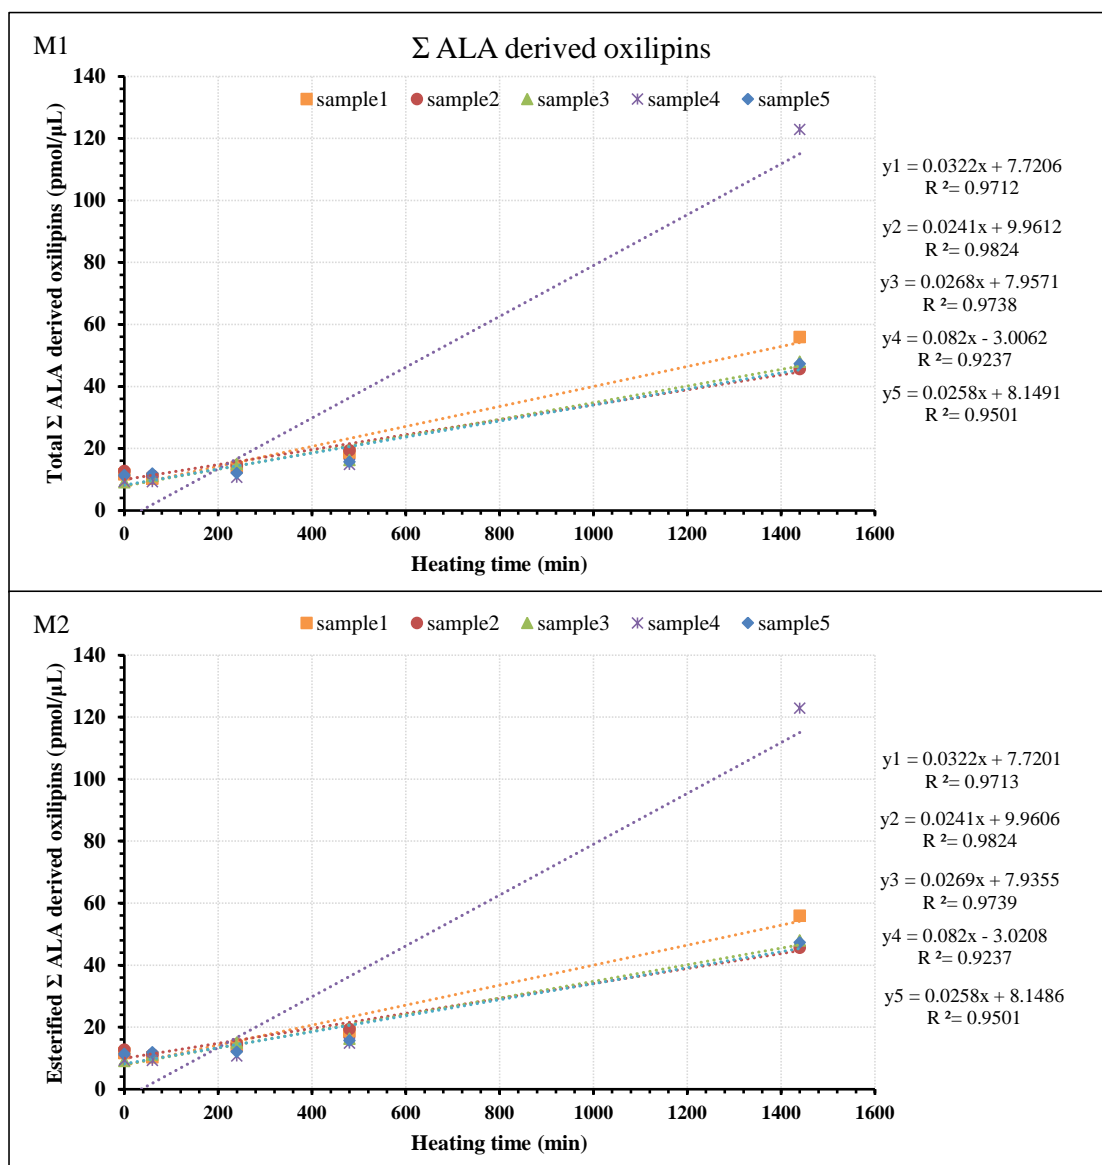 M1
Σ ALA derived oxilipins
sample1 sample2 sample3 sample4 sample5
Total Σ ALA derived oxilipins (pmol/μL)
140
120
100
80
60
40
20
0
0 200 400 600 800 1000 1200 1400 1600
Heating time (min)
y1 = 0.0322x + 7.7206
R ²= 0.9712
y2 = 0.0241x + 9.9612
R ²= 0.9824
y3 = 0.0268x + 7.9571
R ²= 0.9738
y4 = 0.082x - 3.0062
R ²= 0.9237
y5 = 0.0258x + 8.1491
R ²= 0.9501
M2
sample1 sample2 sample3 sample4 sample5
Esterified Σ ALA derived oxilipins (pmol/μL)
140
120
100
80
60
40
20
0
0 200 400 600 800 1000 1200 1400 1600
Heating time (min)
y1 = 0.0322x + 7.7201
R ²= 0.9713
y2 = 0.0241x + 9.9606
R ²= 0.9824
y3 = 0.0269x + 7.9355
R ²= 0.9739
y4 = 0.082x - 3.0208
R ²= 0.9237
y5 = 0.0258x + 8.1486
R ²= 0.9501